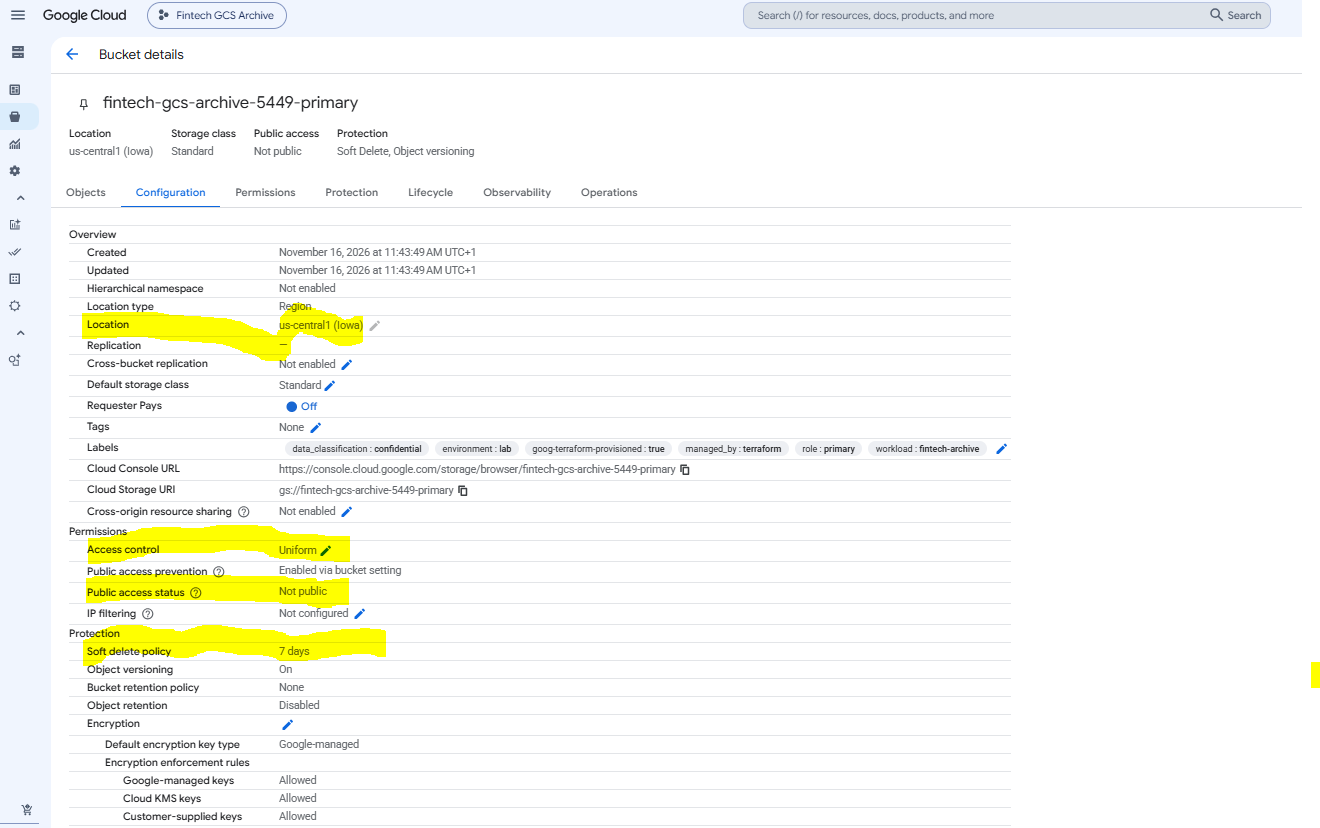 Google Cloud Fintech GCS Archive Search (/) for resources, docs, products, and more Search
Bucket details
fintech-gcs-archive-5449-primary
Location Storage class Public access Protection
us-central1 (Iowa) Standard Not public Soft Delete, Object versioning
Objects Configuration Permissions Protection Lifecycle Observability Operations
Overview
Created November 16, 2026 at 11:43:49 AM UTC+1
Updated November 16, 2026 at 11:43:49 AM UTC+1
Hierarchical namespace Not enabled
Location type Region
Location us-central1 (Iowa)
Replication —
Cross-bucket replication Not enabled
Default storage class Standard
Requester Pays Off
Tags None
Labels data_classification : confidential environment : lab goog-terraform-provisioned : true managed_by : terraform role : primary workload : fintech-archive
Cloud Console URL https://console.cloud.google.com/storage/browser/fintech-gcs-archive-5449-primary
Cloud Storage URI gs://fintech-gcs-archive-5449-primary
Cross-origin resource sharing Not enabled
Permissions
Access control Uniform
Public access prevention Enabled via bucket setting
Public access status Not public
IP filtering Not configured
Protection
Soft delete policy 7 days
Object versioning On
Bucket retention policy None
Object retention Disabled
Encryption
Default encryption key type Google-managed
Encryption enforcement rules
Google-managed keys Allowed
Cloud KMS keys Allowed
Customer-supplied keys Allowed